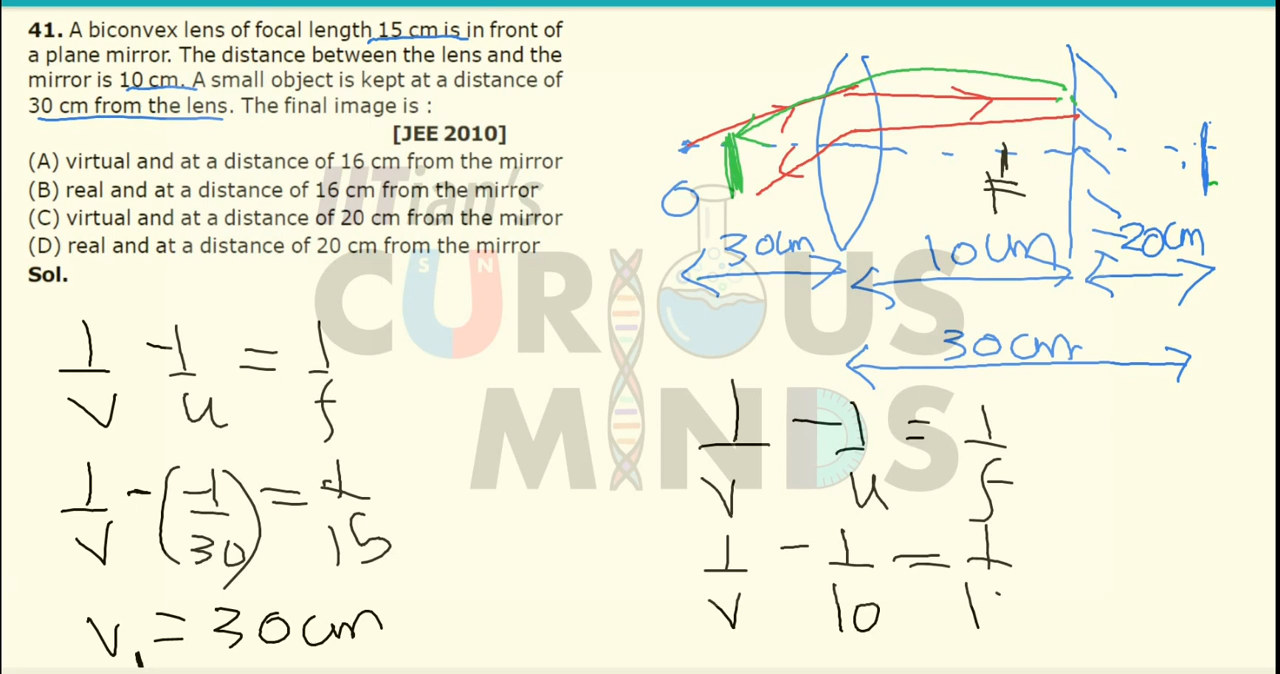 41. A biconvex lens of focal length 15 cm is in front of
a plane mirror. The distance between the lens and the
mirror is 10 cm. A small object is kept at a distance of
30 cm from the lens. The final image is :
[JEE 2010]
(A) virtual and at a distance of 16 cm from the mirror
(B) real and at a distance of 16 cm from the mirror
(C) virtual and at a distance of 20 cm from the mirror
(D) real and at a distance of 20 cm from the mirror
Sol.
IITian's
CURIOUS
MINDS
S N
O
30cm
10cm
20cm
30cm
1/v - 1/u = 1/f
1/v - (-1/30) = 1/15
v₁ = 30cm
1/v - 1/u = 1/f
1/v - 1/10 = 1/1